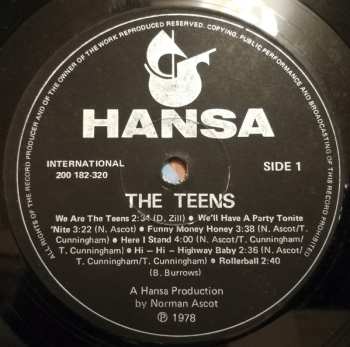 ALL RIGHTS OF THE RECORD PRODUCER AND OF THE OWNER OF THE WORK REPRODUCED RESERVED. COPYING, PUBLIC PERFORMANCE AND BROADCASTING OF THIS RECORD PROHIBITED
HANSA
INTERNATIONAL
200 182-320
SIDE 1
THE TEENS
We Are The Teens 2:34 (D. Zill) • We'll Have A Party Tonite
'Nite 3:22 (N. Ascot) • Funny Money Honey 3:38 (N. Ascot/T.
Cunningham) • Here I Stand 4:00 (N. Ascot/T. Cunningham/
T. Cunningham) • Hi - Hi - Highway Baby 2:36 (N. Ascot/
T. Cunningham/T. Cunningham) • Rollerball 2:40
(B. Burrows)
A Hansa Production
by Norman Ascot
℗ 1978